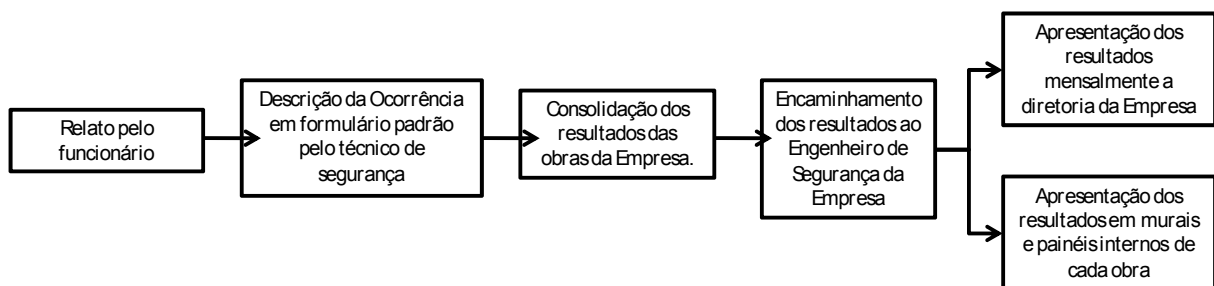 Relato pelo
funcionário
Descrição da Ocorrência
em formulário padrão
pelo técnico de
segurança
Consolidação dos
resultados das
obras da Empresa.
Encaminhamento
dos resultados ao
Engenheiro de
Segurança da
Empresa
Apresentação dos
resultados
mensalmente a
diretoria da Empresa
Apresentação dos
resultados em murais
e painéis internos de
cada obra